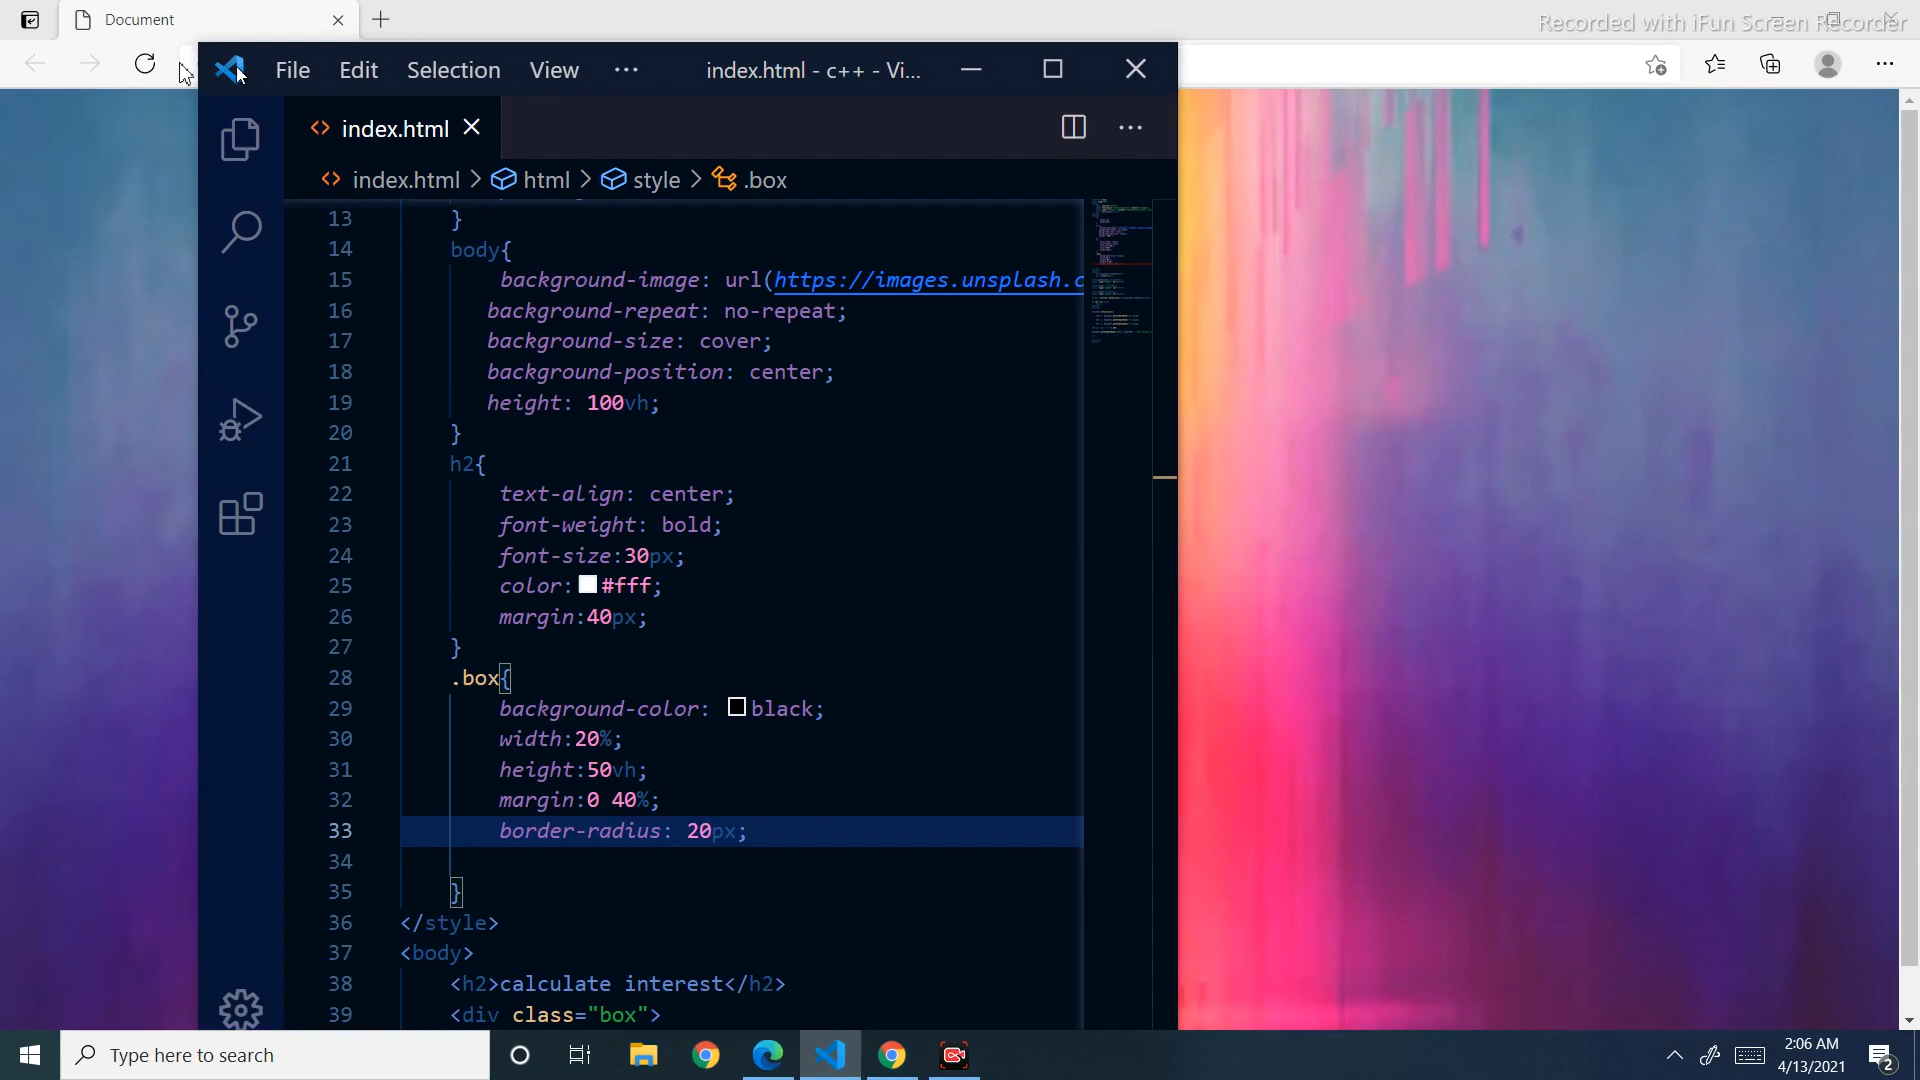 Document
Recorded with iFun Screen Recorder
File Edit Selection View ··· index.html - c++ - Vi...
index.html
index.html > html > style > .box
13 }
14 body{
15 background-image: url(https://images.unsplash.c
16 background-repeat: no-repeat;
17 background-size: cover;
18 background-position: center;
19 height: 100vh;
20 }
21 h2{
22 text-align: center;
23 font-weight: bold;
24 font-size:30px;
25 color: #fff;
26 margin:40px;
27 }
28 .box{
29 background-color: black;
30 width:20%;
31 height:50vh;
32 margin:0 40%;
33 border-radius: 20px;
34
35 }
36 </style>
37 <body>
38 <h2>calculate interest</h2>
39 <div class="box">
Type here to search
2:06 AM
4/13/2021
2